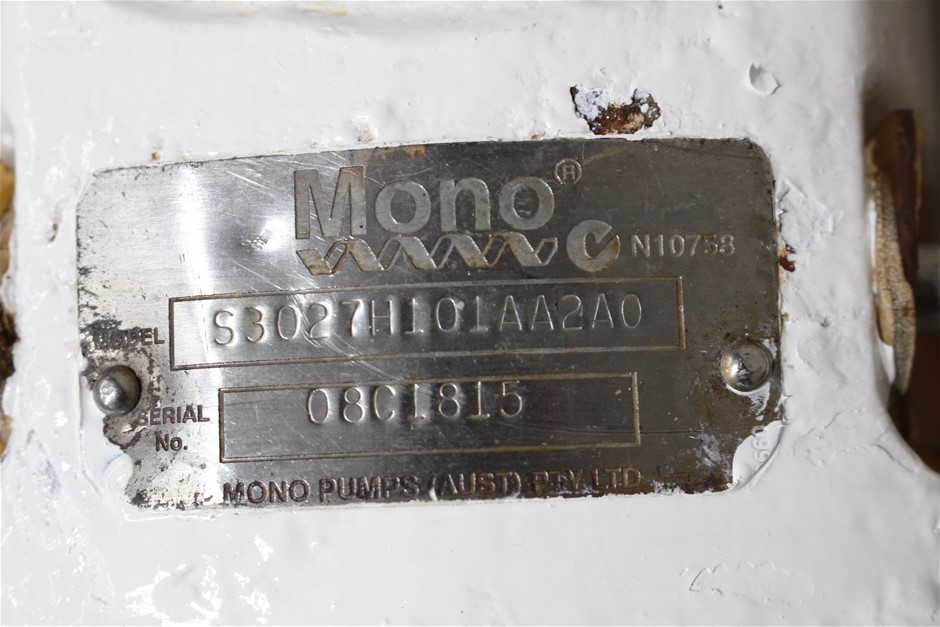 Mono®
N10758
MODEL S3027H101AA2A0
SERIAL No. 08C1815
MONO PUMPS (AUST) PTY LTD